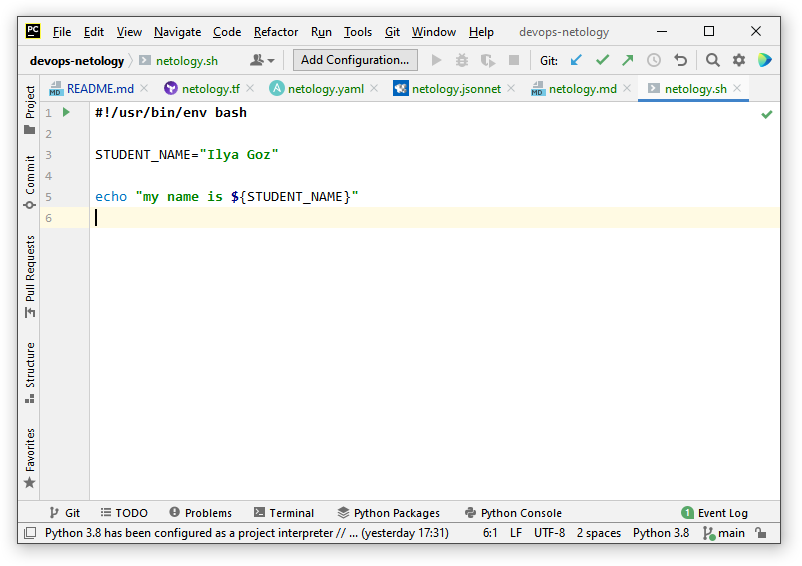 PC File Edit View Navigate Code Refactor Run Tools Git Window Help devops-netology
devops-netology netology.sh Add Configuration... Git:
MD README.md netology.tf A netology.yaml netology.jsonnet MD netology.md netology.sh
Project
Commit
Pull Requests
Structure
Favorites
1 #!/usr/bin/env bash
2
3 STUDENT_NAME="Ilya Goz"
4
5 echo "my name is ${STUDENT_NAME}"
6
Git TODO Problems Terminal Python Packages Python Console 1 Event Log
Python 3.8 has been configured as a project interpreter // ... (yesterday 17:31) 6:1 LF UTF-8 2 spaces Python 3.8 main